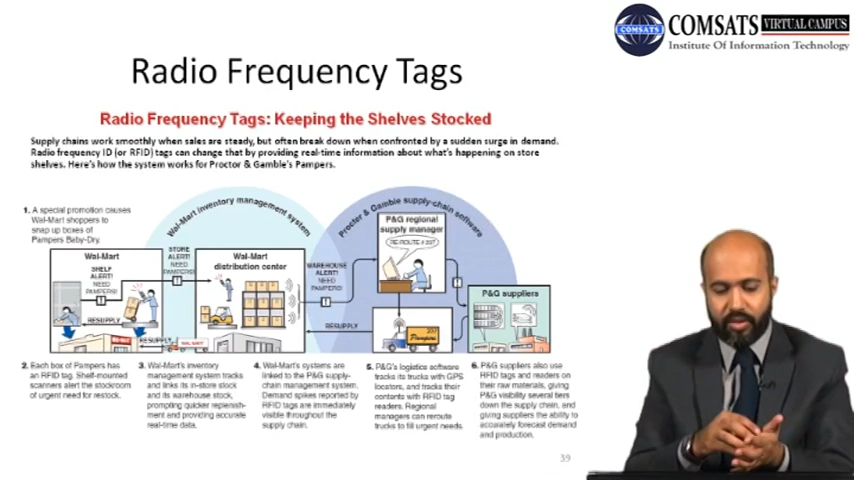 COMSATS
COMSATS VIRTUAL CAMPUS
Institute Of Information Technology
Radio Frequency Tags
Radio Frequency Tags: Keeping the Shelves Stocked
Supply chains work smoothly when sales are steady, but often break down when confronted by a sudden surge in demand.
Radio frequency ID (or RFID) tags can change that by providing real-time information about what's happening on store
shelves. Here's how the system works for Proctor & Gamble's Pampers.
1. A special promotion causes
Wal-Mart shoppers to
snap up boxes of
Pampers Baby-Dry.
Wal-Mart inventory management system
Procter & Gamble supply-chain software
Wal-Mart
SHELF
ALERT!
NEED
PAMPERS!
RESUPPLY
STORE
ALERT!
NEED
PAMPERS!
RESUPPLY
Wal-Mart
distribution center
WAREHOUSE
ALERT!
NEED
PAMPERS!
RESUPPLY
P&G regional
supply manager
Pampers
P&G suppliers
2. Each box of Pampers has
an RFID tag. Shelf-mounted
scanners alert the stockroom
of urgent need for restock.
3. Wal-Mart's inventory
management system tracks
and links its in-store stock
and its warehouse stock,
prompting quicker replenish-
ment and providing accurate
real-time data.
4. Wal-Mart's systems are
linked to the P&G supply-
chain management system.
Demand spikes reported by
RFID tags are immediately
visible throughout the
supply chain.
5. P&G's logistics software
tracks its trucks with GPS
locators, and tracks their
contents with RFID tag
readers. Regional
managers can reroute
trucks to fill urgent needs.
6. P&G suppliers also use
RFID tags and readers on
their raw materials, giving
P&G visibility several tiers
down the supply chain, and
giving suppliers the ability to
accurately forecast demand
and production.
39